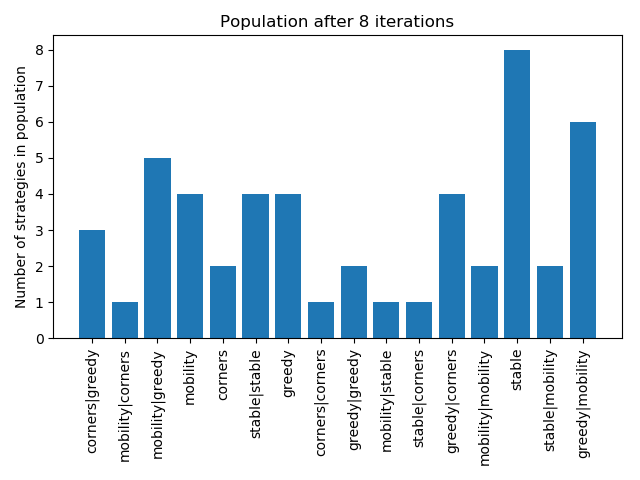 Population after 8 iterations
Number of strategies in population
8
7
6
5
4
3
2
1
0
corners|greedy
mobility|corners
mobility|greedy
mobility
corners
stable|stable
greedy
corners|corners
greedy|greedy
mobility|stable
stable|corners
greedy|corners
mobility|mobility
stable
stable|mobility
greedy|mobility